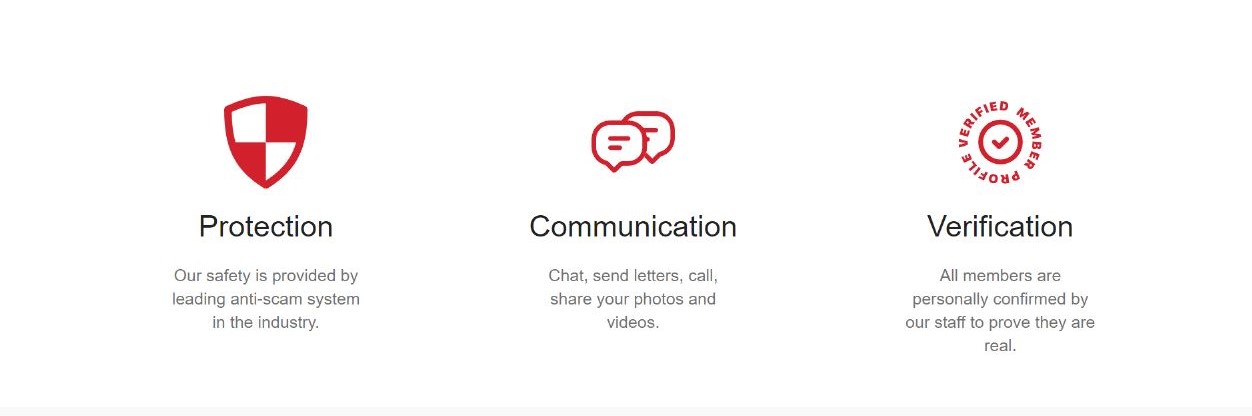 VERIFIED MEMBER PROFILE
Protection
Communication
Verification
Our safety is provided by
leading anti-scam system
in the industry.
Chat, send letters, call,
share your photos and
videos.
All members are
personally confirmed by
our staff to prove they are
real.